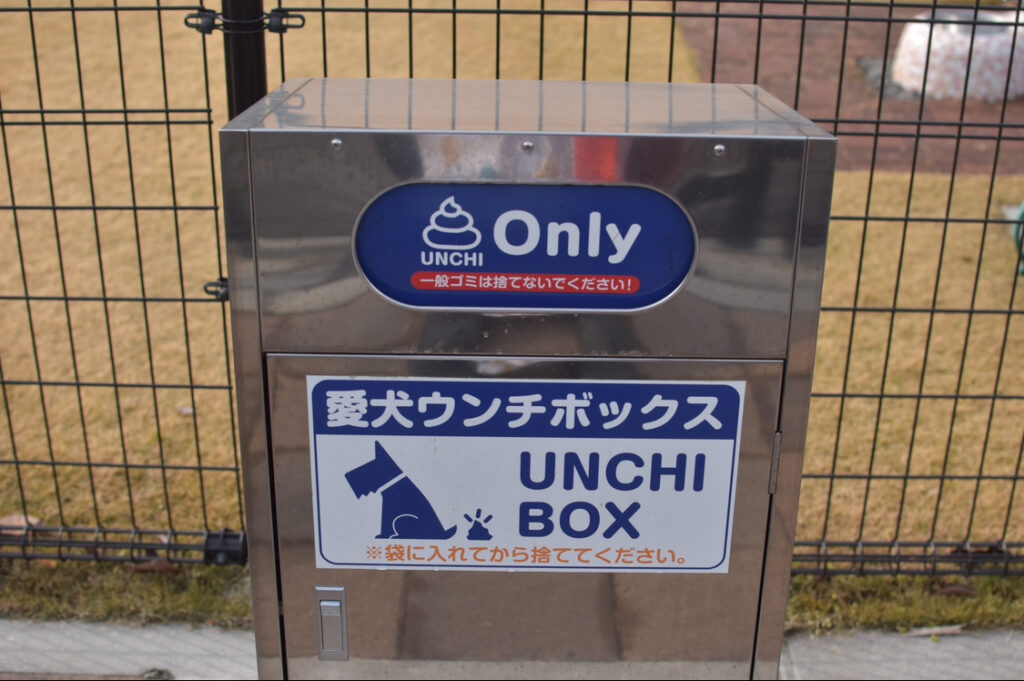 UNCHI Only
一般ゴミは捨てないでください!
愛犬ウンチボックス
UNCHI
BOX
※袋に入れてから捨ててください。